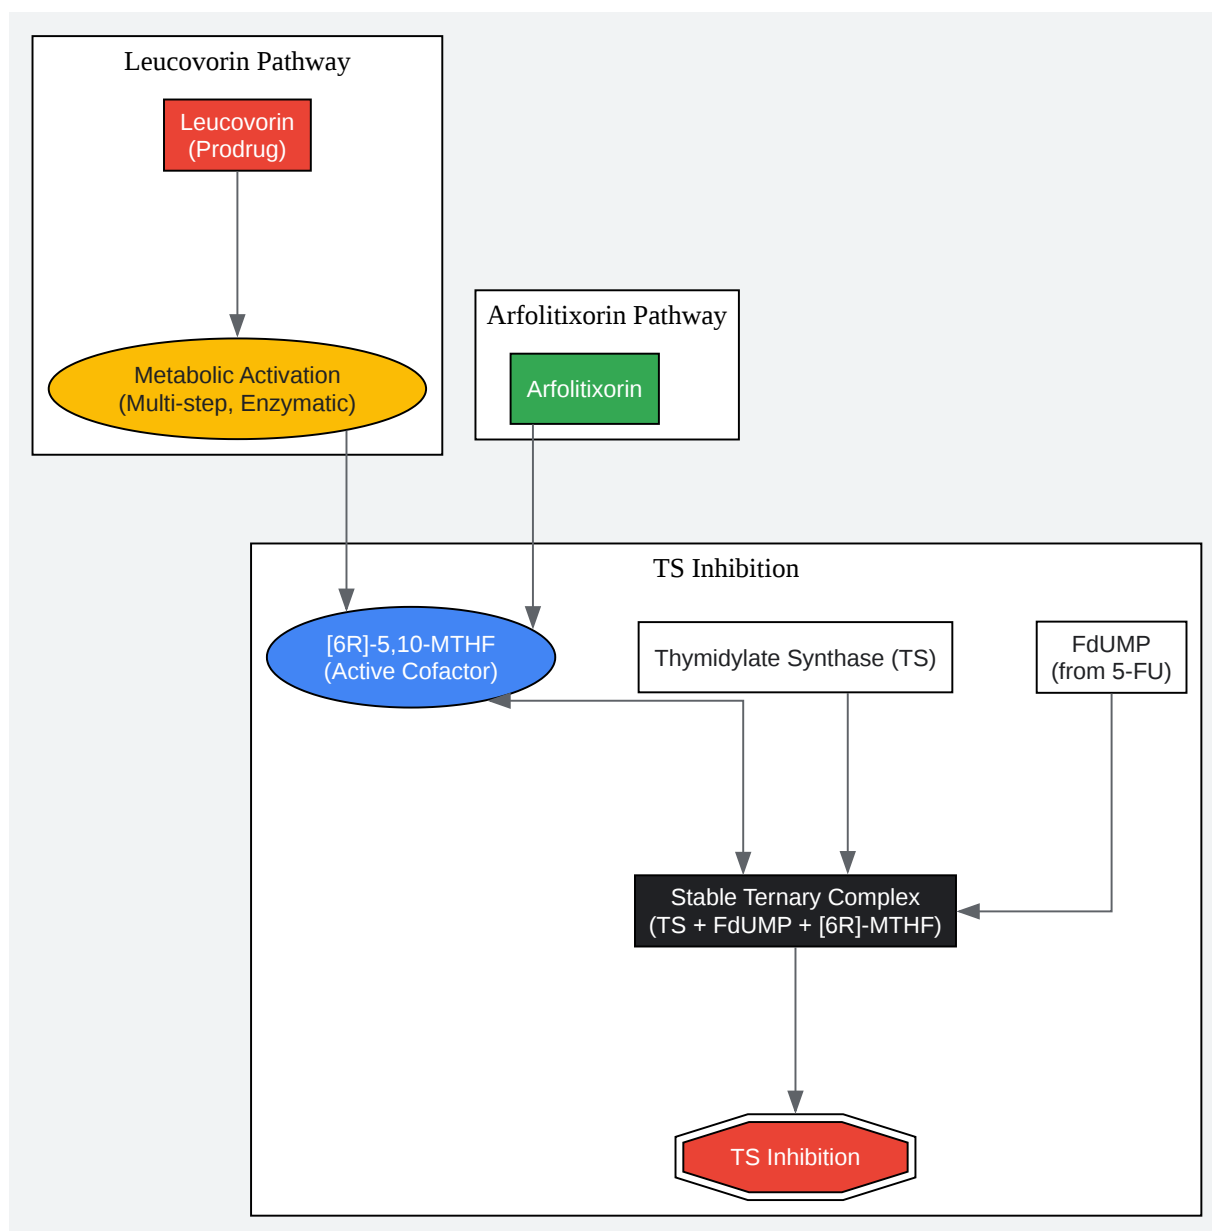 Leucovorin Pathway
Leucovorin
(Prodrug)
Metabolic Activation
(Multi-step, Enzymatic)
Arfolitixorin Pathway
Arfolitixorin
TS Inhibition
[6R]-5,10-MTHF
(Active Cofactor)
Thymidylate Synthase (TS)
FdUMP
(from 5-FU)
Stable Ternary Complex
(TS + FdUMP + [6R]-MTHF)
TS Inhibition